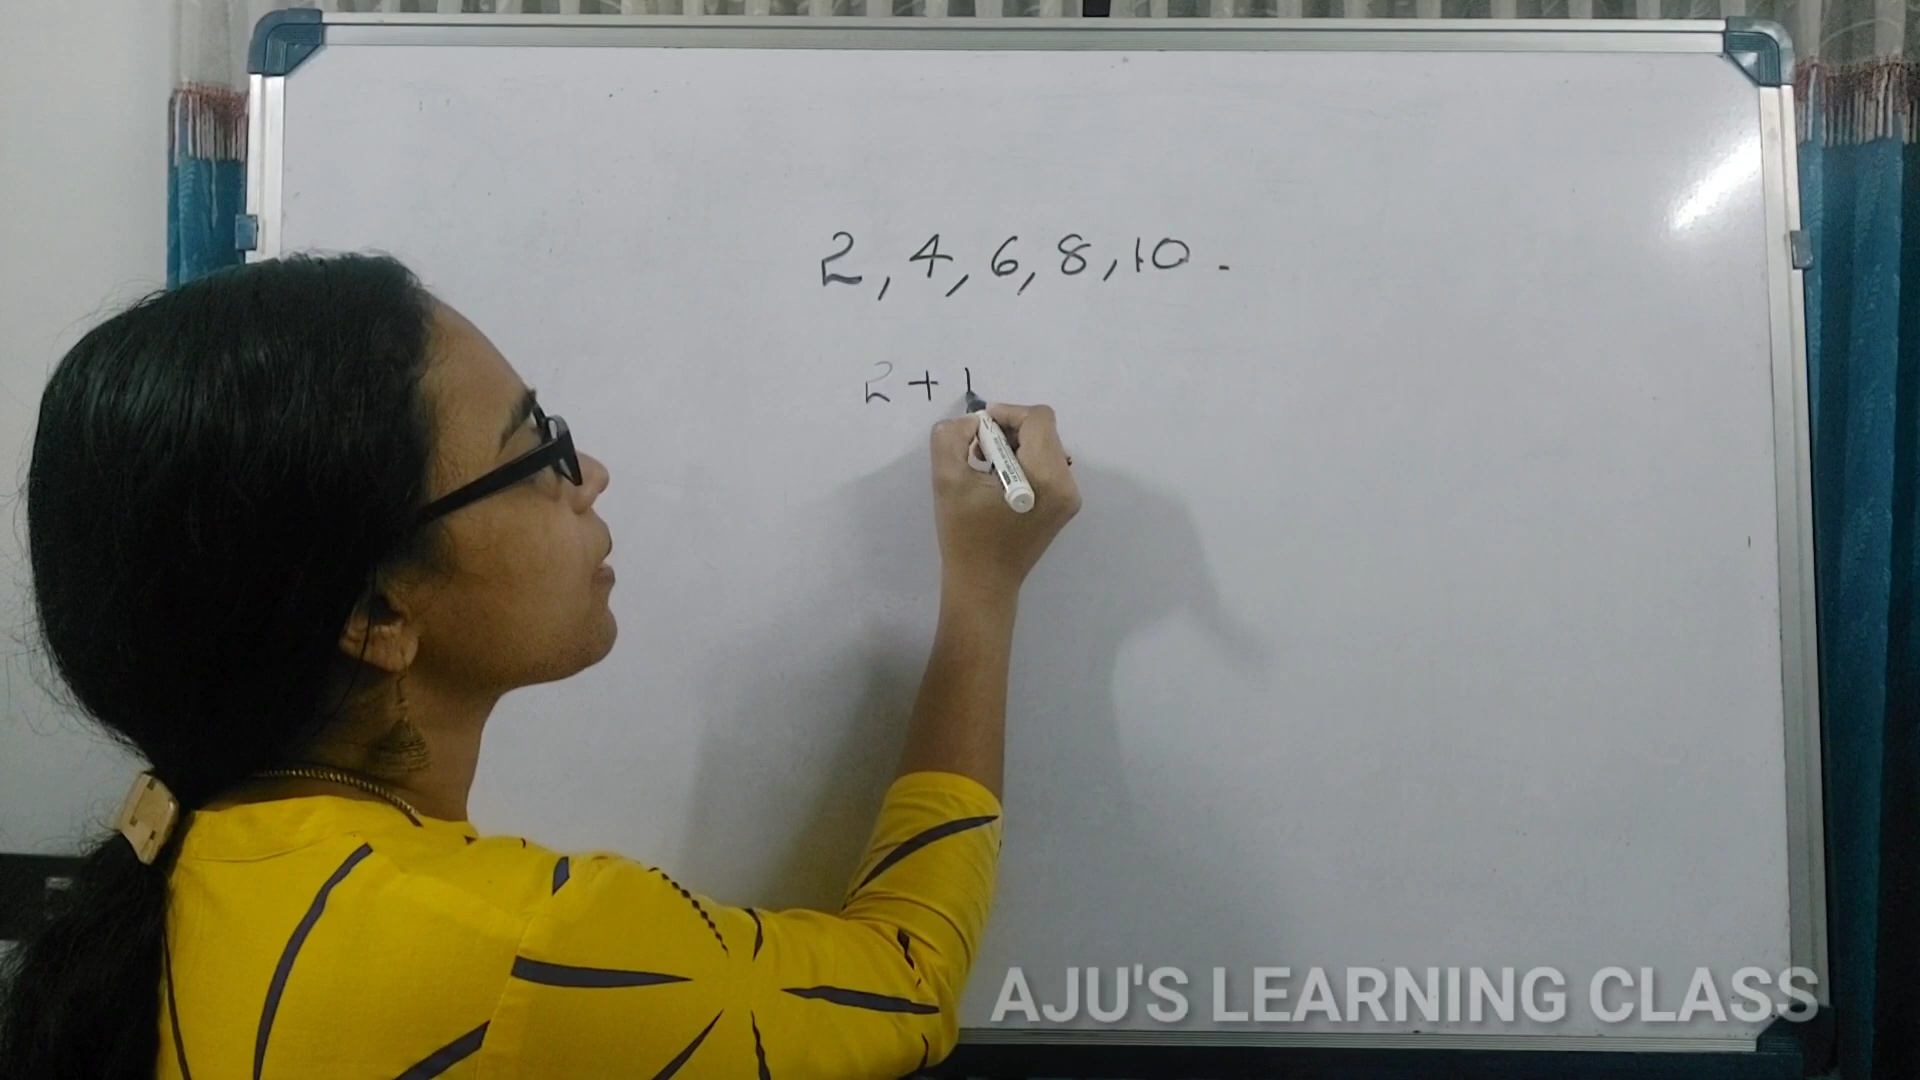 2, 4, 6, 8, 10.
2 + 1
AJU'S LEARNING CLASS